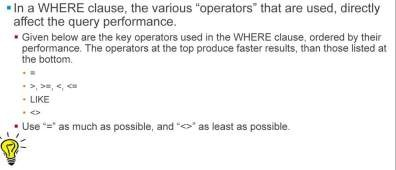 In a WHERE clause, the various “operators” that are used, directly
affect the query performance.
Given below are the key operators used in the WHERE clause, ordered by their
performance. The operators at the top produce faster results, than those listed at
the bottom.
=
>, >=, <, <=
LIKE
<>
Use “=” as much as possible, and “<>” as least as possible.